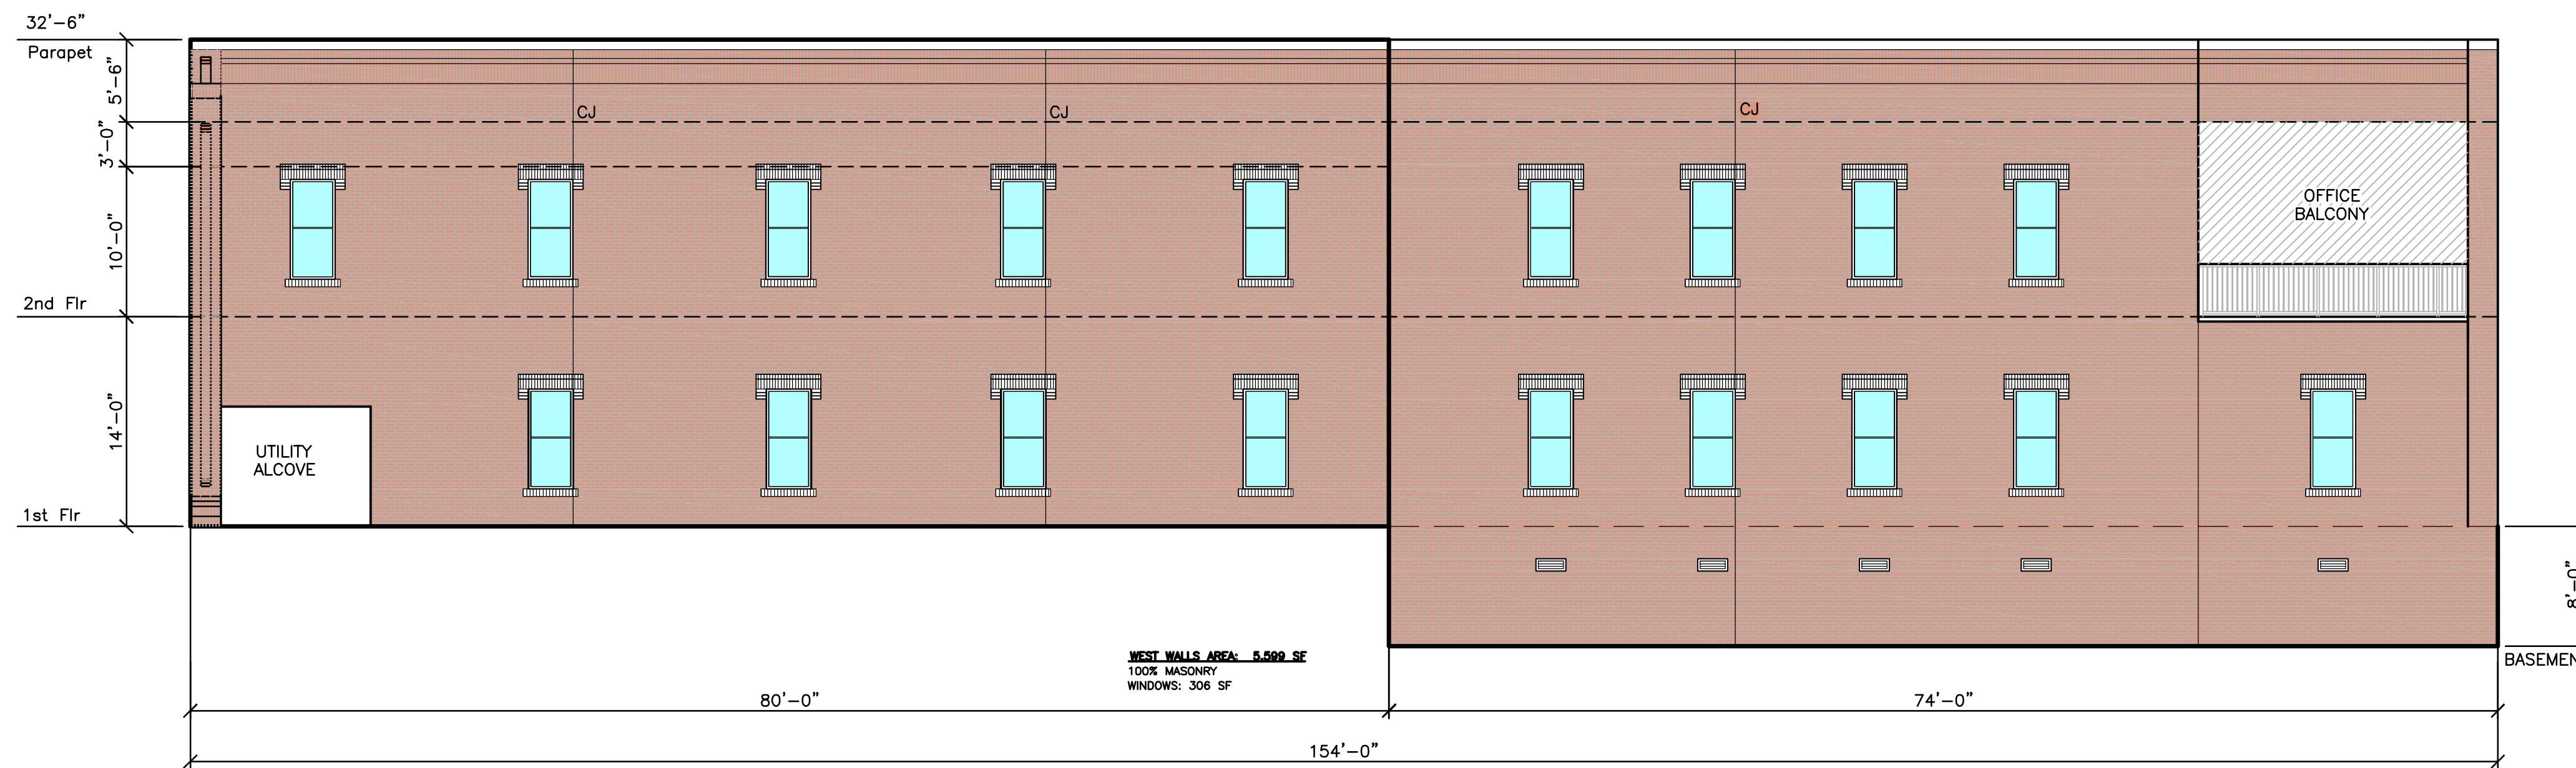 32'-6"
Parapet
5'-6"
3'-0"
10'-0"
2nd Flr
14'-0"
1st Flr
CJ
CJ
CJ
OFFICE
BALCONY
UTILITY
ALCOVE
8'-0"
BASEMEN
WEST WALLS AREA: 5,599 SF
100% MASONRY
WINDOWS: 306 SF
80'-0"
74'-0"
154'-0"